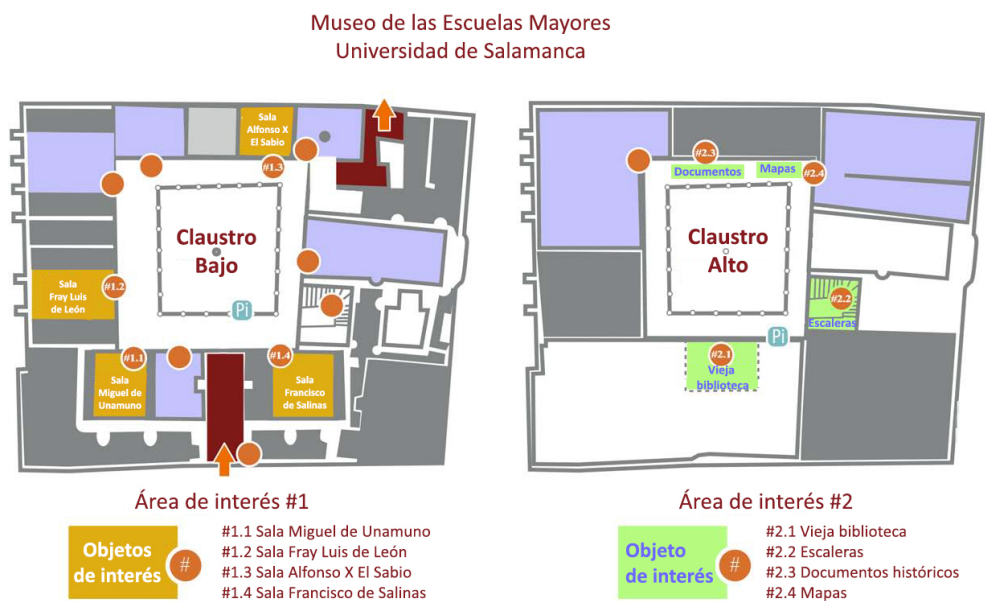 Museo de las Escuelas Mayores
Universidad de Salamanca
Sala
Alfonso X
El Sabio
#1.3
Claustro
Bajo
Sala
Fray Luis
de León
#1.2
Pi
#1.1
Sala
Miguel de
Unamuno
#1.4
Sala
Francisco
de Salinas
#2.3
Documentos
Mapas
#2.4
Claustro
Alto
#2.2
Escaleras
Pi
#2.1
Vieja
biblioteca
Área de interés #1
Objetos
de interés
#
#1.1 Sala Miguel de Unamuno
#1.2 Sala Fray Luis de León
#1.3 Sala Alfonso X El Sabio
#1.4 Sala Francisco de Salinas
Área de interés #2
Objeto
de interés
#
#2.1 Vieja biblioteca
#2.2 Escaleras
#2.3 Documentos históricos
#2.4 Mapas